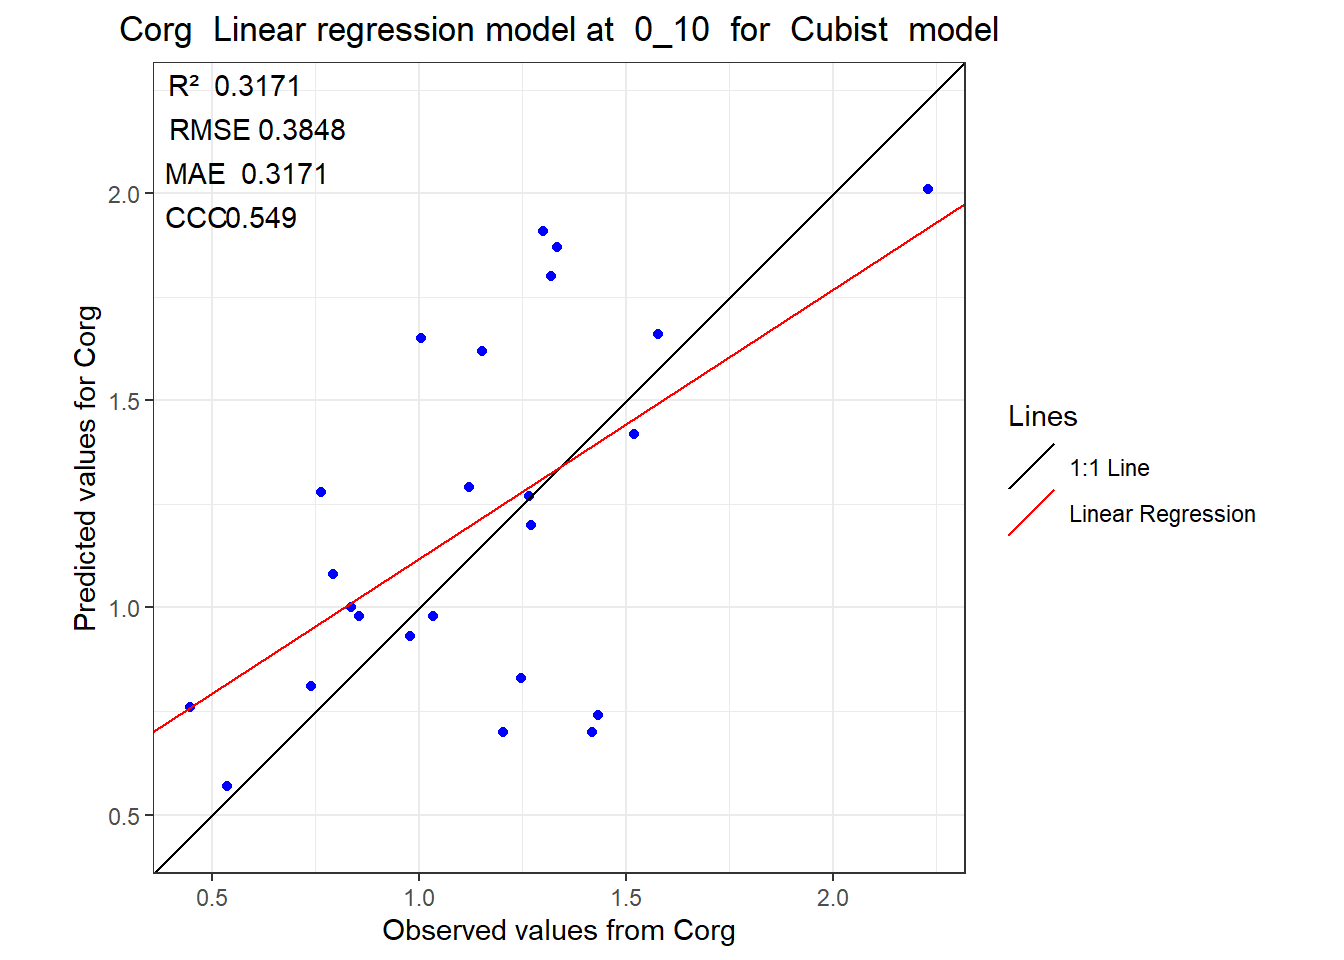 Corg Linear regression model at 0_10 for Cubist model
R² 0.3171
RMSE 0.3848
MAE 0.3171
CCC0.549
2.0
1.5
1.0
0.5
Predicted values for Corg
0.5 1.0 1.5 2.0
Observed values from Corg
Lines
1:1 Line
Linear Regression